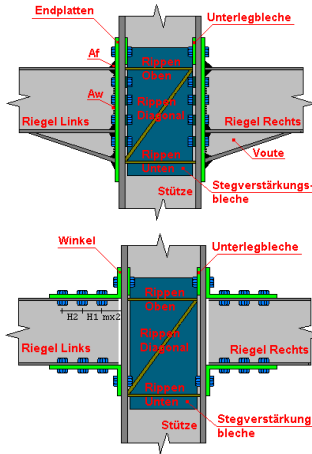 Endplatten
Unterlegbleche
Af
Rippen
Oben
Aw
Rippen
Diagonal
Riegel Links
Riegel Rechts
Rippen
Unten
Voute
Stütze
Stegverstärkungs-
bleche
Winkel
Unterlegbleche
Rippen
Oben
H2 H1 mx2
Rippen
Diagonal
Riegel Links
Riegel Rechts
Rippen
Unten
Stütze
Stegverstärkung
bleche